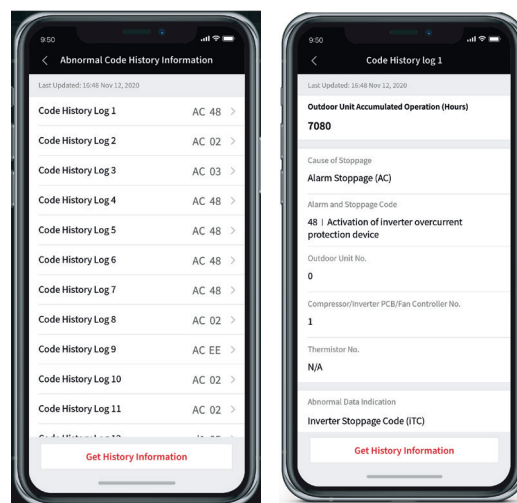 9:50
Abnormal Code History Information
Last Updated: 16:48 Nov 12, 2020
Code History Log 1 AC 48
Code History Log 2 AC 02
Code History Log 3 AC 03
Code History Log 4 AC 48
Code History Log 5 AC 48
Code History Log 6 AC 48
Code History Log 7 AC 48
Code History Log 8 AC 02
Code History Log 9 AC EE
Code History Log 10 AC 02
Code History Log 11 AC 02
Get History Information
9:50
Code History log 1
Last Updated: 16:48 Nov 12, 2020
Outdoor Unit Accumulated Operation (Hours)
7080
Cause of Stoppage
Alarm Stoppage (AC)
Alarm and Stoppage Code
48 | Activation of inverter overcurrent
protection device
Outdoor Unit No.
0
Compressor/Inverter PCB/Fan Controller No.
1
Thermistor No.
N/A
Abnormal Data Indication
Inverter Stoppage Code (iTC)
Get History Information